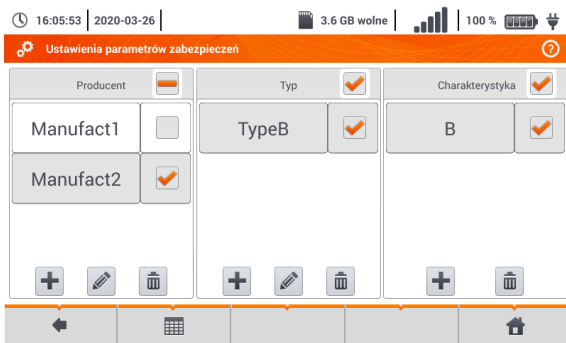 16:05:53 2020-03-26 3.6 GB wolne 100 %
Ustawienia parametrów zabezpieczeń
Producent Typ Charakterystyka
Manufact1 TypeB B
Manufact2